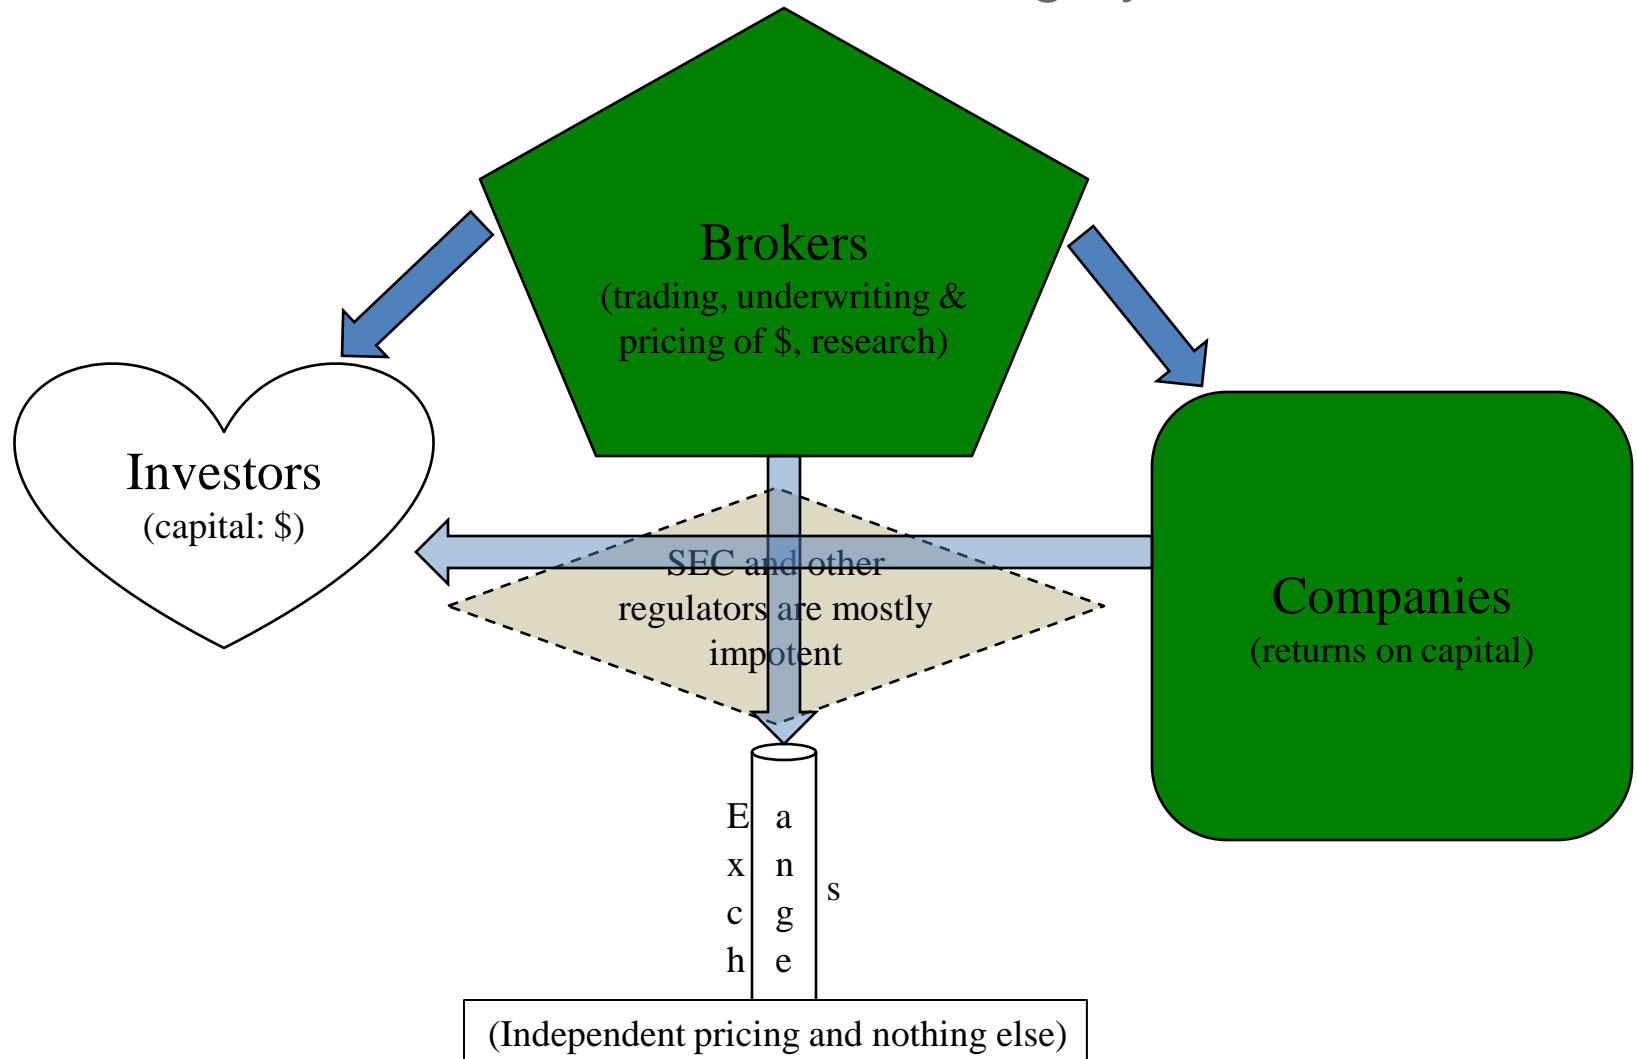 Brokers
(trading, underwriting &
pricing of $, research)
Investors
(capital: $)
SEC and other
regulators are mostly
impotent
Companies
(returns on capital)
E a
x n
c g s
h e
(Independent pricing and nothing else)